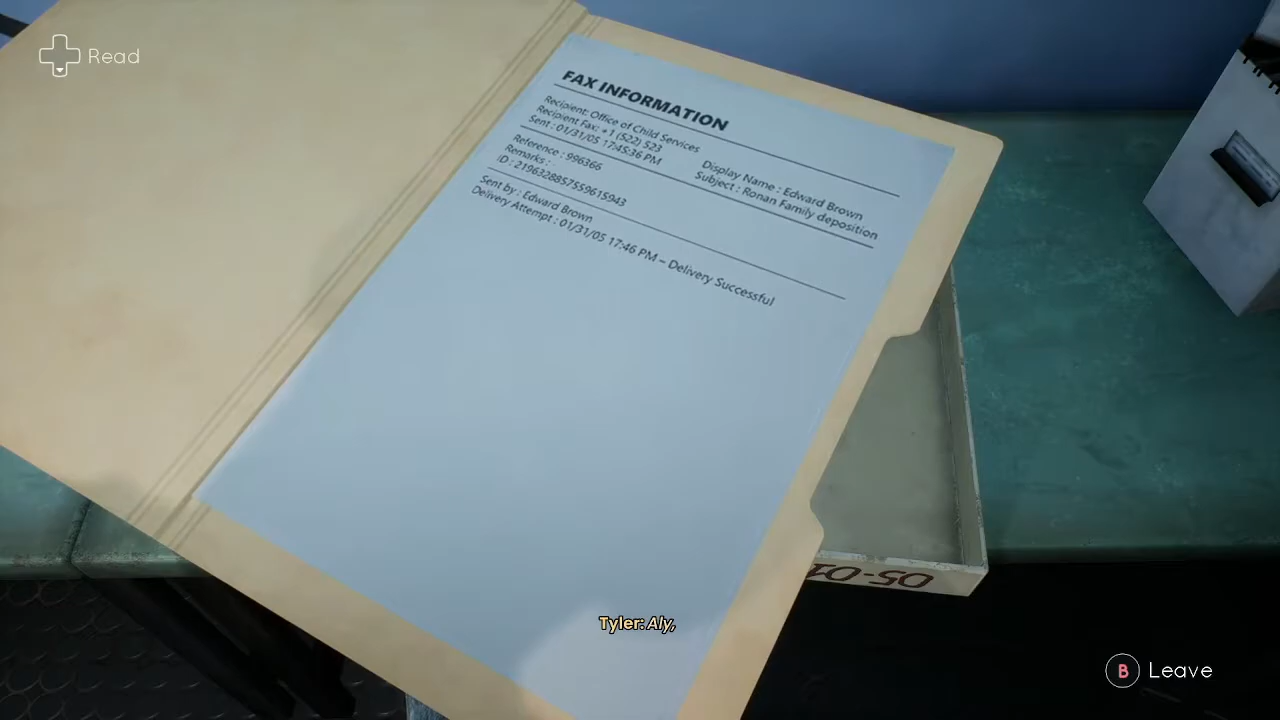 Read
FAX INFORMATION
Recipient: Office of Child Services
Recipient Fax: +1 (522) 523
Sent : 01/31/05 17:45:36 PM
Display Name : Edward Brown
Subject : Ronan Family deposition
Reference : 996366
Remarks :
ID : 2196328857559615943
Sent by : Edward Brown
Delivery Attempt : 01/31/05 17:46 PM – Delivery Successful
05-01
Tyler: Aly,
B Leave